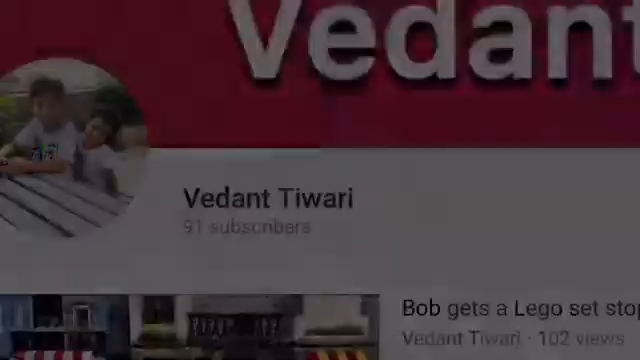 Vedant
Vedant Tiwari
91 subscribers
Bob gets a Lego set stop
Vedant Tiwari · 102 views